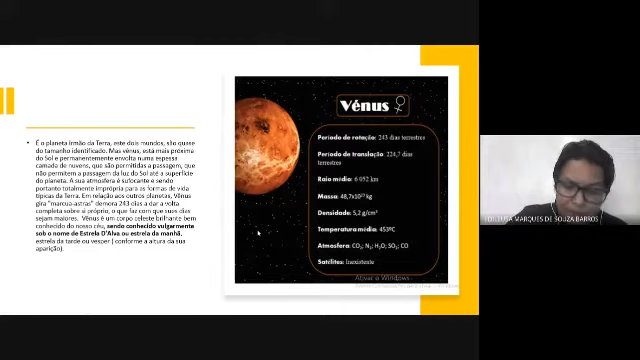 • É o planeta irmão da Terra, este dois mundos, são quase
do tamanho identificado. Mas vénus, está mais próxima
do Sol e permanentemente envolta numa espessa
camada de nuvens, que são permitidas a passagem, que
não permitem a passagem da luz do Sol até a superfície
do planeta. A sua atmosfera é sufocante e sendo
portanto totalmente imprópria para as formas de vida
típicas da Terra. Em relação aos outros planetas, Vênus
gira "marcua-astras" demora 243 dias a dar a volta
completa sobre si próprio, o que faz com que suas dias
sejam maiores. Vênus é um corpo celeste brilhante bem
conhecido do nosso céu, sendo conhecido vulgarmente
sob o nome de Estrela D'Alva ou estrela da manhã,
estrela da tarde ou vesper ( conforme a altura da sua
aparição).
Vénus ♀
Período de rotação: 243 dias terrestres
Período de translação: 224,7 dias
terrestres
Raio médio: 6 052 km
Massa: 48,7x10²³ kg
Densidade: 5,2 g/cm³
Temperatura média: 453ºC
Atmosfera: CO₂; N₂; H₂O; SO₂; CO
Satélites: Inexistente
Ativar o Windows
DILEUSA MARQUES DE SOUZA BARROS